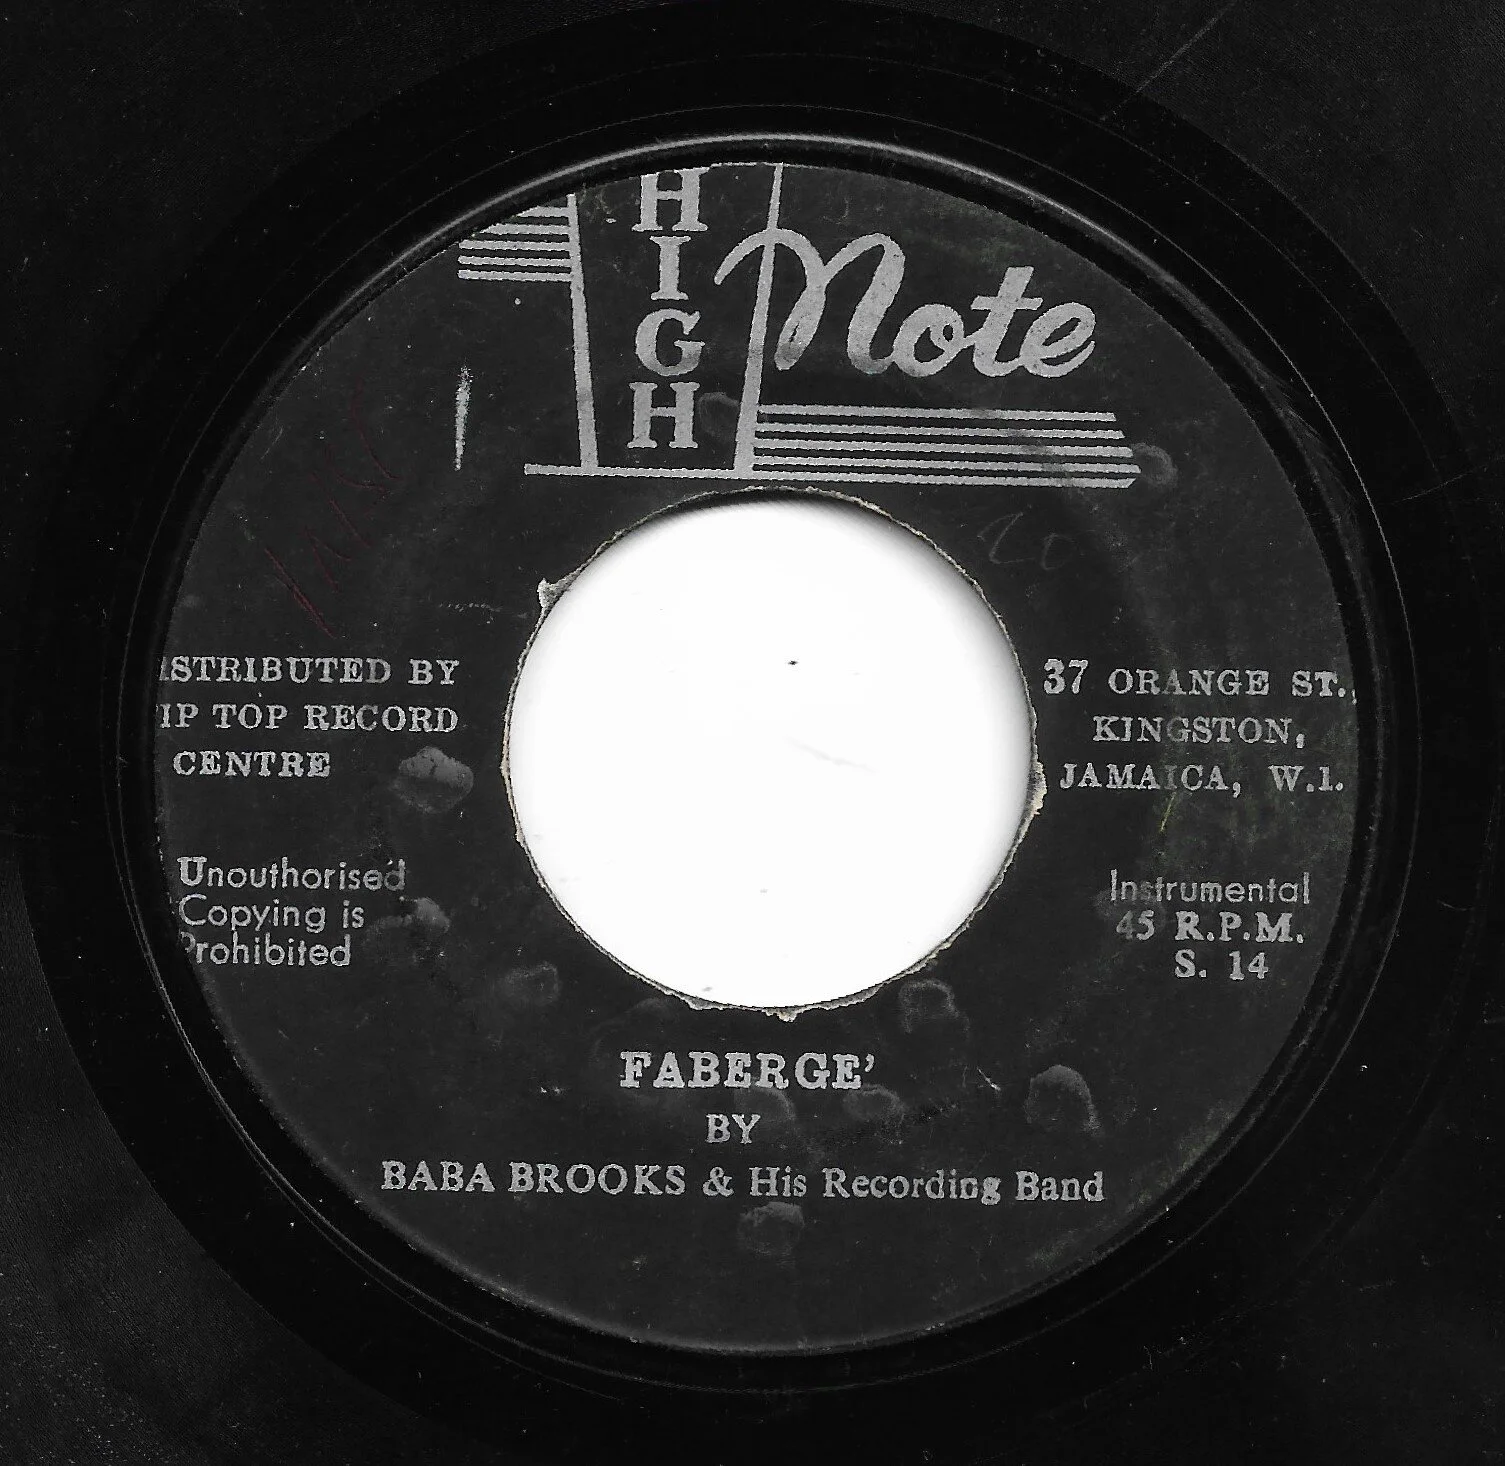 HIGH
Note
ISTRIBUTED BY
IP TOP RECORD
CENTRE
37 ORANGE ST.,
KINGSTON,
JAMAICA, W.1.
Unouthorised
Copying is
Prohibited
Instrumental
45 R.P.M.
S. 14
FABERGE'
BY
BABA BROOKS & His Recording Band